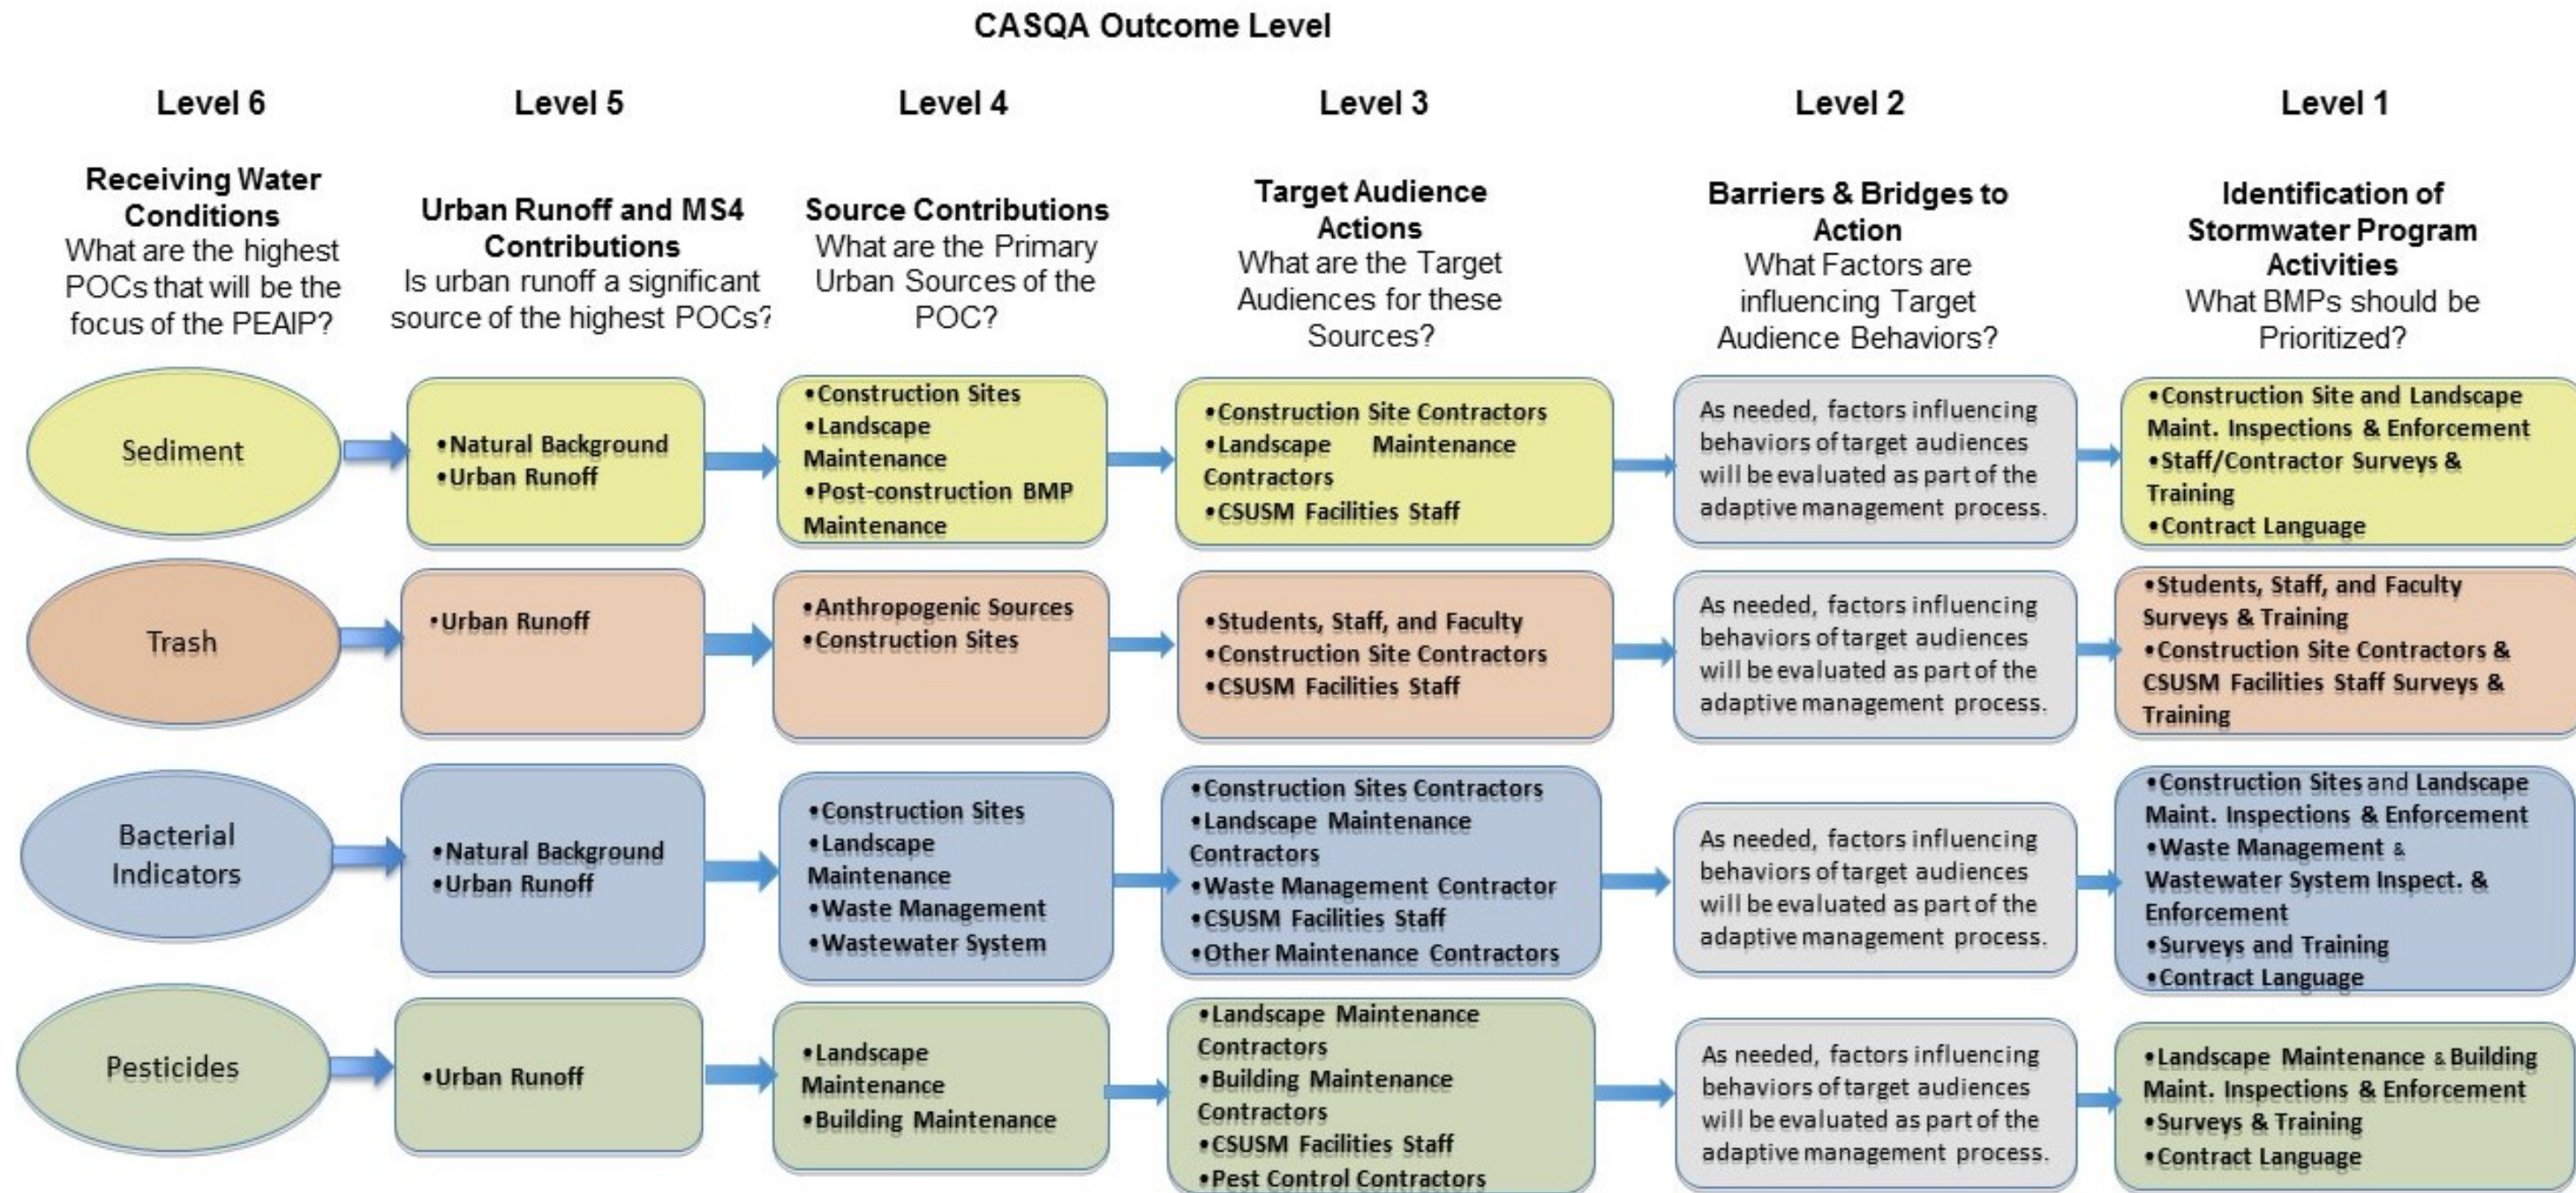 CASQA Outcome Level
Level 6
Level 5
Level 4
Level 3
Level 2
Level 1
Receiving Water
Conditions
What are the highest
POCs that will be the
focus of the PEAIP?
Urban Runoff and MS4
Contributions
Is urban runoff a significant
source of the highest POCs?
Source Contributions
What are the Primary
Urban Sources of the
POC?
Target Audience
Actions
What are the Target
Audiences for these
Sources?
Barriers & Bridges to
Action
What Factors are
influencing Target
Audience Behaviors?
Identification of
Stormwater Program
Activities
What BMPs should be
Prioritized?
Sediment
•Natural Background
•Urban Runoff
•Construction Sites
•Landscape
Maintenance
•Post-construction BMP
Maintenance
•Construction Site Contractors
•Landscape Maintenance
Contractors
•CSUSM Facilities Staff
As needed, factors influencing
behaviors of target audiences
will be evaluated as part of the
adaptive management process.
•Construction Site and Landscape
Maint. Inspections & Enforcement
•Staff/Contractor Surveys &
Training
•Contract Language
Trash
•Urban Runoff
•Anthropogenic Sources
•Construction Sites
•Students, Staff, and Faculty
•Construction Site Contractors
•CSUSM Facilities Staff
As needed, factors influencing
behaviors of target audiences
will be evaluated as part of the
adaptive management process.
•Students, Staff, and Faculty
Surveys & Training
•Construction Site Contractors &
CSUSM Facilities Staff Surveys &
Training
Bacterial
Indicators
•Natural Background
•Urban Runoff
•Construction Sites
•Landscape
Maintenance
•Waste Management
•Wastewater System
•Construction Sites Contractors
•Landscape Maintenance
Contractors
•Waste Management Contractor
•CSUSM Facilities Staff
•Other Maintenance Contractors
As needed, factors influencing
behaviors of target audiences
will be evaluated as part of the
adaptive management process.
•Construction Sites and Landscape
Maint. Inspections & Enforcement
•Waste Management &
Wastewater System Inspect. &
Enforcement
•Surveys and Training
•Contract Language
Pesticides
•Urban Runoff
•Landscape
Maintenance
•Building Maintenance
•Landscape Maintenance
Contractors
•Building Maintenance
Contractors
•CSUSM Facilities Staff
•Pest Control Contractors
As needed, factors influencing
behaviors of target audiences
will be evaluated as part of the
adaptive management process.
•Landscape Maintenance & Building
Maint. Inspections & Enforcement
•Surveys & Training
•Contract Language